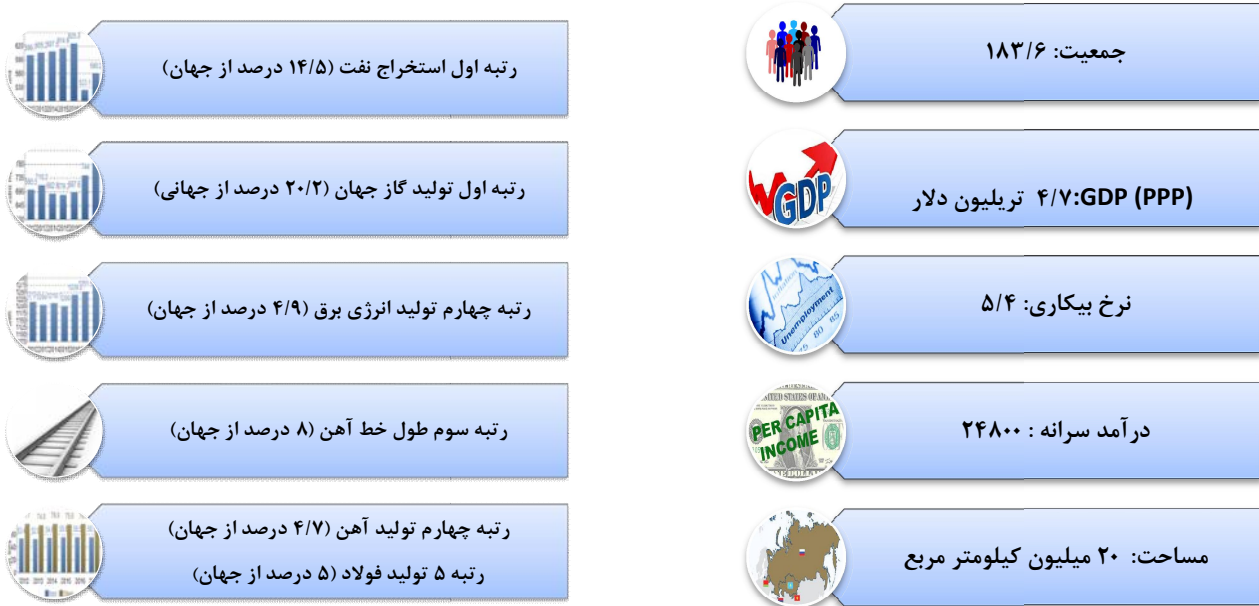 جمعیت: ۱۸۳/۶
GDP (PPP):۴/۷ تریلیون دلار
نرخ بیکاری: ۵/۴
درآمد سرانه : ۲۴۸۰۰
مساحت: ۲۰ میلیون کیلومتر مربع
GDP
Unemployment
PER CAPITA
INCOME
رتبه اول استخراج نفت (۱۴/۵ درصد از جهان)
رتبه اول تولید گاز جهان (۲۰/۲ درصد از جهانی)
رتبه چهارم تولید انرژی برق (۴/۹ درصد از جهان)
رتبه سوم طول خط آهن (۸ درصد از جهان)
رتبه چهارم تولید آهن (۴/۷ درصد از جهان)
رتبه ۵ تولید فولاد (۵ درصد از جهان)